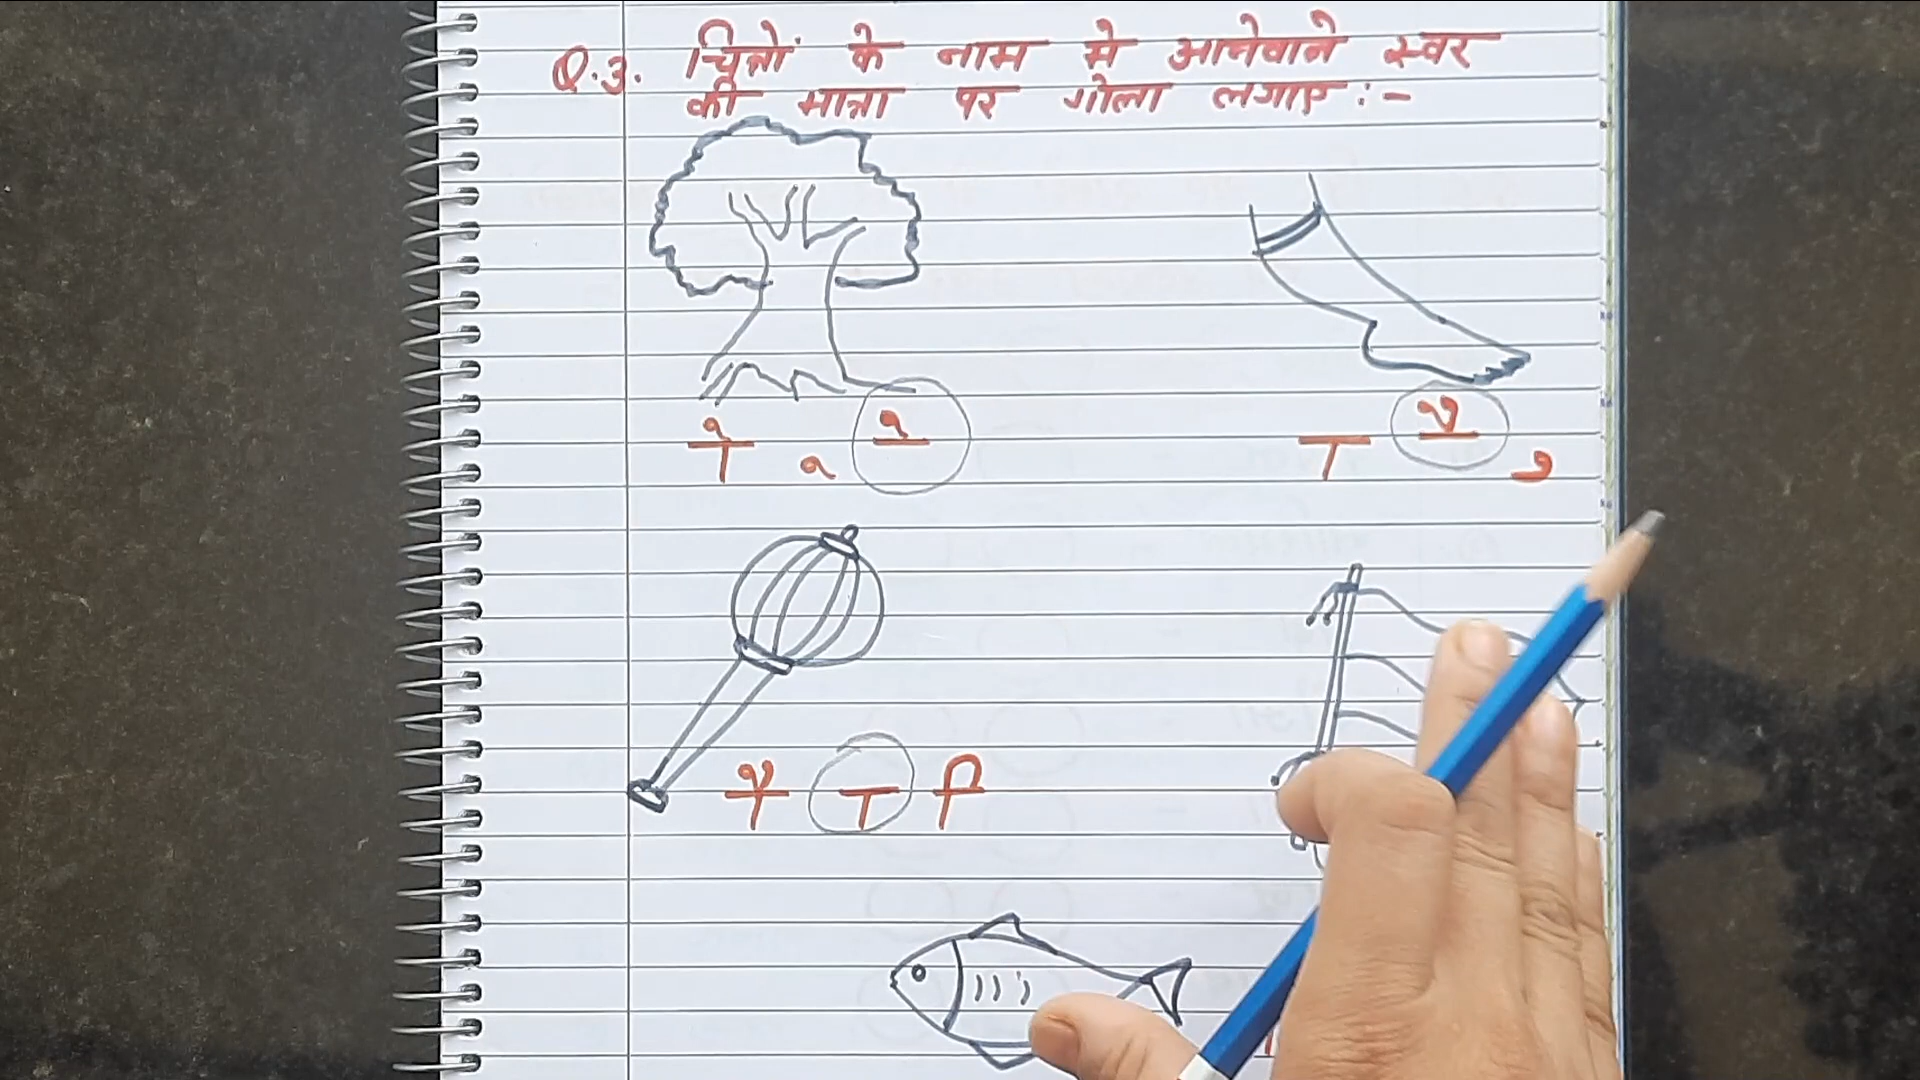 Q.3. चित्रों के नाम मे आनेवाले स्वर
की मात्रा पर गोला लगाए :-
ो ृ े ा ै ु
ौ ा ि